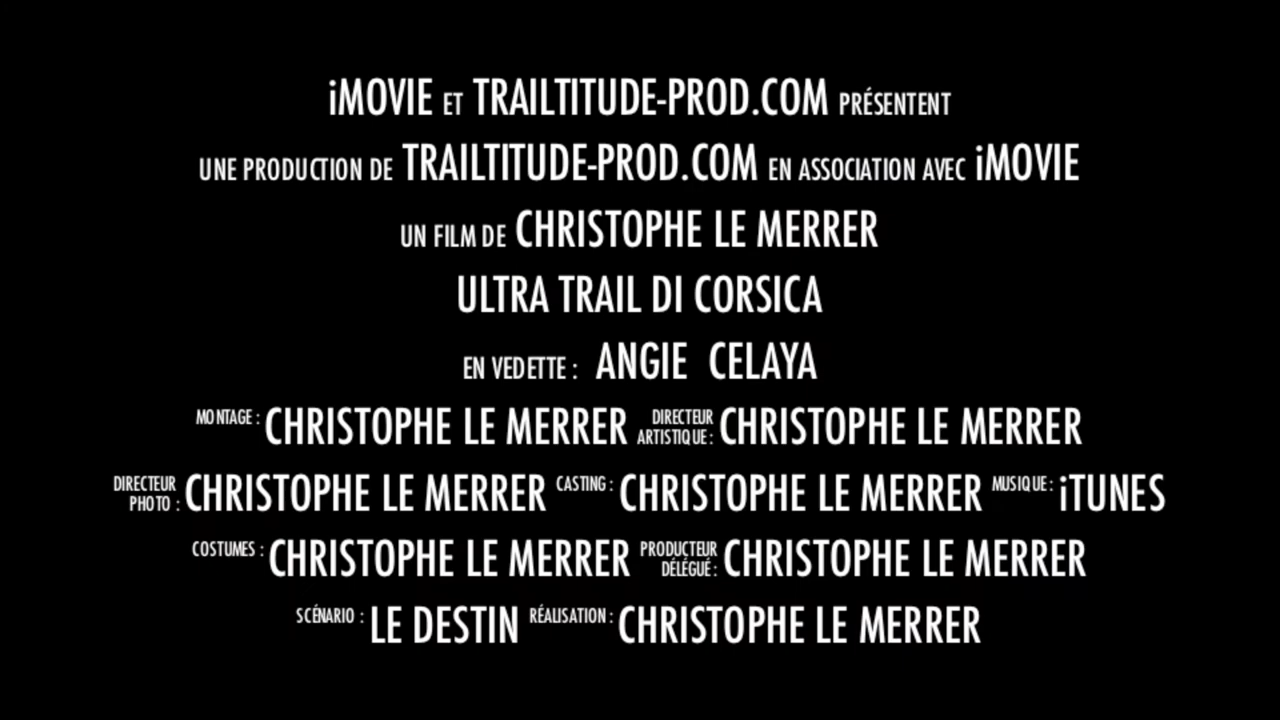 iMOVIE ET TRAILTITUDE-PROD.COM PRÉSENTENT
UNE PRODUCTION DE TRAILTITUDE-PROD.COM EN ASSOCIATION AVEC iMOVIE
UN FILM DE CHRISTOPHE LE MERRER
ULTRA TRAIL DI CORSICA
EN VEDETTE : ANGIE CELAYA
MONTAGE : CHRISTOPHE LE MERRER DIRECTEUR ARTISTIQUE : CHRISTOPHE LE MERRER
DIRECTEUR PHOTO : CHRISTOPHE LE MERRER CASTING : CHRISTOPHE LE MERRER MUSIQUE : iTUNES
COSTUMES : CHRISTOPHE LE MERRER PRODUCTEUR DÉLÉGUÉ : CHRISTOPHE LE MERRER
SCÉNARIO : LE DESTIN RÉALISATION : CHRISTOPHE LE MERRER